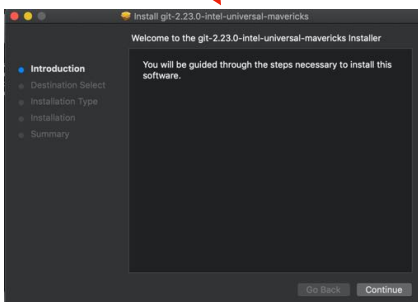 Install git-2.23.0-intel-universal-mavericks
Welcome to the git-2.23.0-intel-universal-mavericks Installer
Introduction
Destination Select
Installation Type
Installation
Summary
You will be guided through the steps necessary to install this
software.
Go Back
Continue